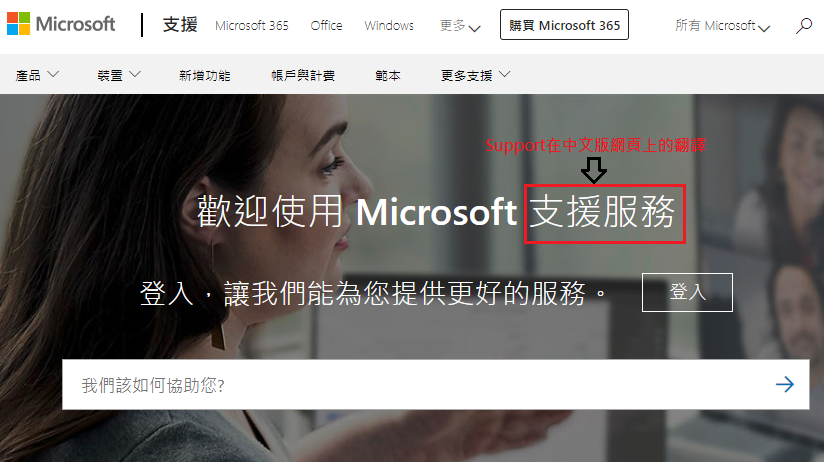 Microsoft 支援 Microsoft 365 Office Windows 更多 購買 Microsoft 365 所有 Microsoft
產品 裝置 新增功能 帳戶與計費 範本 更多支援
Support在中文版網頁上的翻譯
歡迎使用 Microsoft 支援服務
登入，讓我們能為您提供更好的服務。 登入
我們該如何協助您?